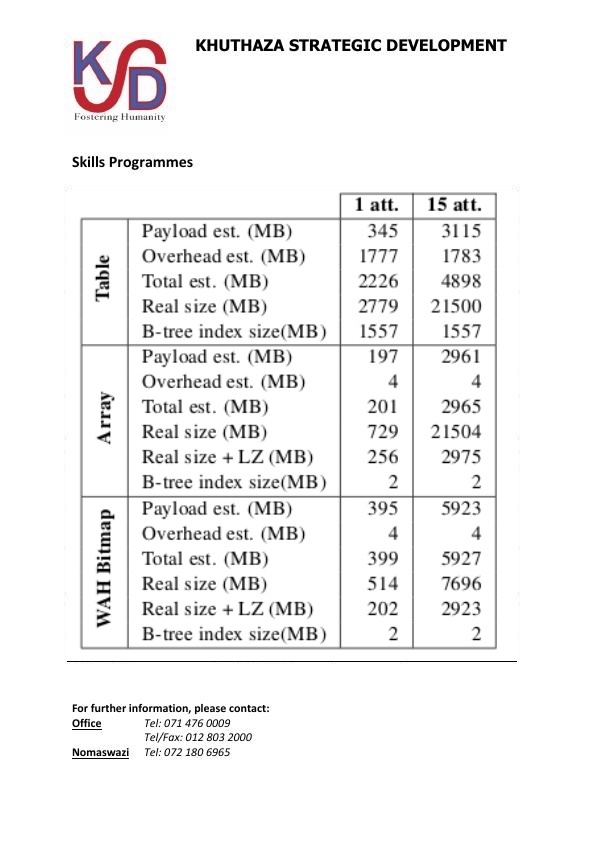 KSD
Fostering Humanity
KHUTHAZA STRATEGIC DEVELOPMENT
Skills Programmes
1 att. 15 att.
Table
Payload est. (MB) 345 3115
Overhead est. (MB) 1777 1783
Total est. (MB) 2226 4898
Real size (MB) 2779 21500
B-tree index size(MB) 1557 1557
Array
Payload est. (MB) 197 2961
Overhead est. (MB) 4 4
Total est. (MB) 201 2965
Real size (MB) 729 21504
Real size + LZ (MB) 256 2975
B-tree index size(MB) 2 2
WAH Bitmap
Payload est. (MB) 395 5923
Overhead est. (MB) 4 4
Total est. (MB) 399 5927
Real size (MB) 514 7696
Real size + LZ (MB) 202 2923
B-tree index size(MB) 2 2
For further information, please contact:
Office Tel: 071 476 0009
Tel/Fax: 012 803 2000
Nomaswazi Tel: 072 180 6965